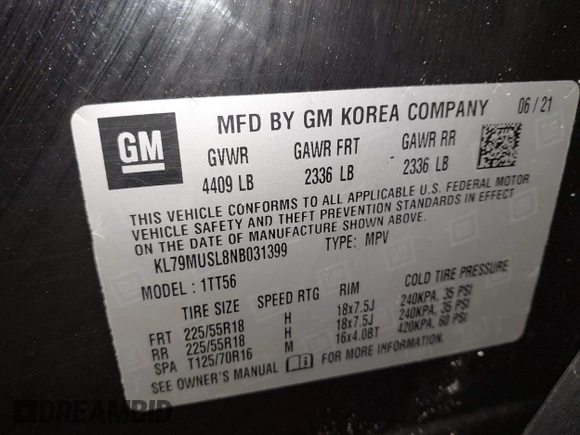 GM
MFD BY GM KOREA COMPANY 06/21
GVWR GAWR FRT GAWR RR
4409 LB 2336 LB 2336 LB
THIS VEHICLE CONFORMS TO ALL APPLICABLE U.S. FEDERAL MOTOR
VEHICLE SAFETY AND THEFT PREVENTION STANDARDS IN EFFECT
ON THE DATE OF MANUFACTURE SHOWN ABOVE.
KL79MUSL8NB031399 TYPE: MPV
MODEL: 1TT56
TIRE SIZE SPEED RTG RIM COLD TIRE PRESSURE
FRT 225/55R18 H 18x7.5J 240KPA, 35 PSI
RR 225/55R18 H 18x7.5J 240KPA, 35 PSI
SPA T125/70R16 M 16x4.0BT 420KPA, 60 PSI
SEE OWNER'S MANUAL FOR MORE INFORMATION.
DREAMBID